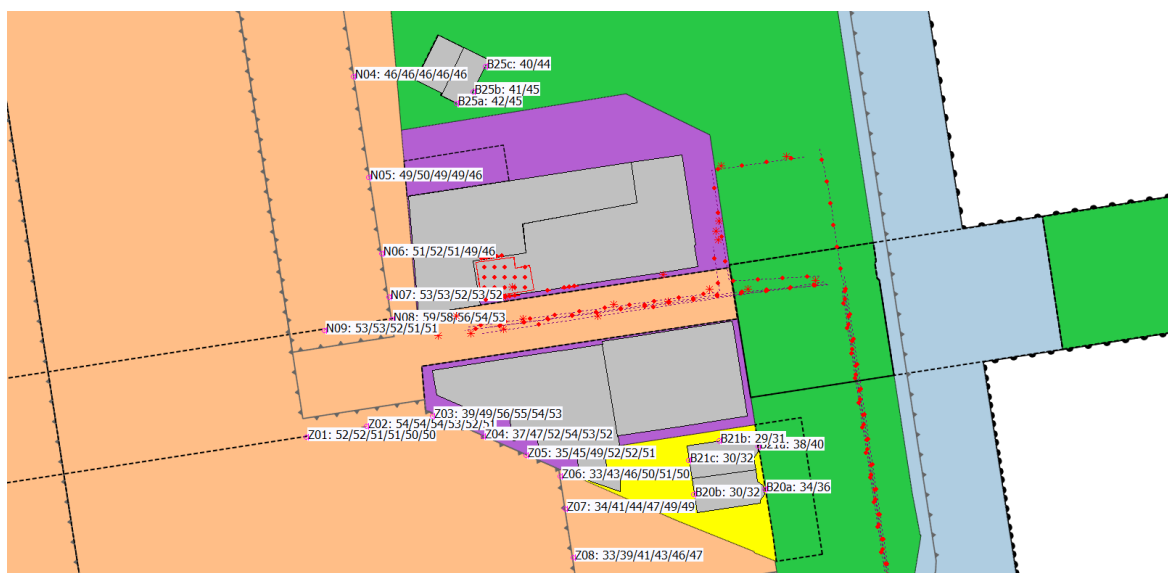 B25c: 40/44
N04: 46/46/46/46/46
B25b: 41/45
B25a: 42/45
N05: 49/50/49/49/46
N06: 51/52/51/49/46
N07: 53/53/52/53/52
N08: 59/58/56/54/53
N09: 53/53/52/51/51
Z03: 39/49/56/55/54/53
Z02: 54/54/54/53/52/51
Z01: 52/52/51/51/50/50
Z04: 37/47/52/54/53/52
B21b: 29/31
B21a: 38/40
Z05: 35/45/49/52/52/51
B21c: 30/32
Z06: 33/43/46/50/51/50
B20a: 34/36
B20b: 30/32
Z07: 34/41/44/47/49/49
Z08: 33/39/41/43/46/47